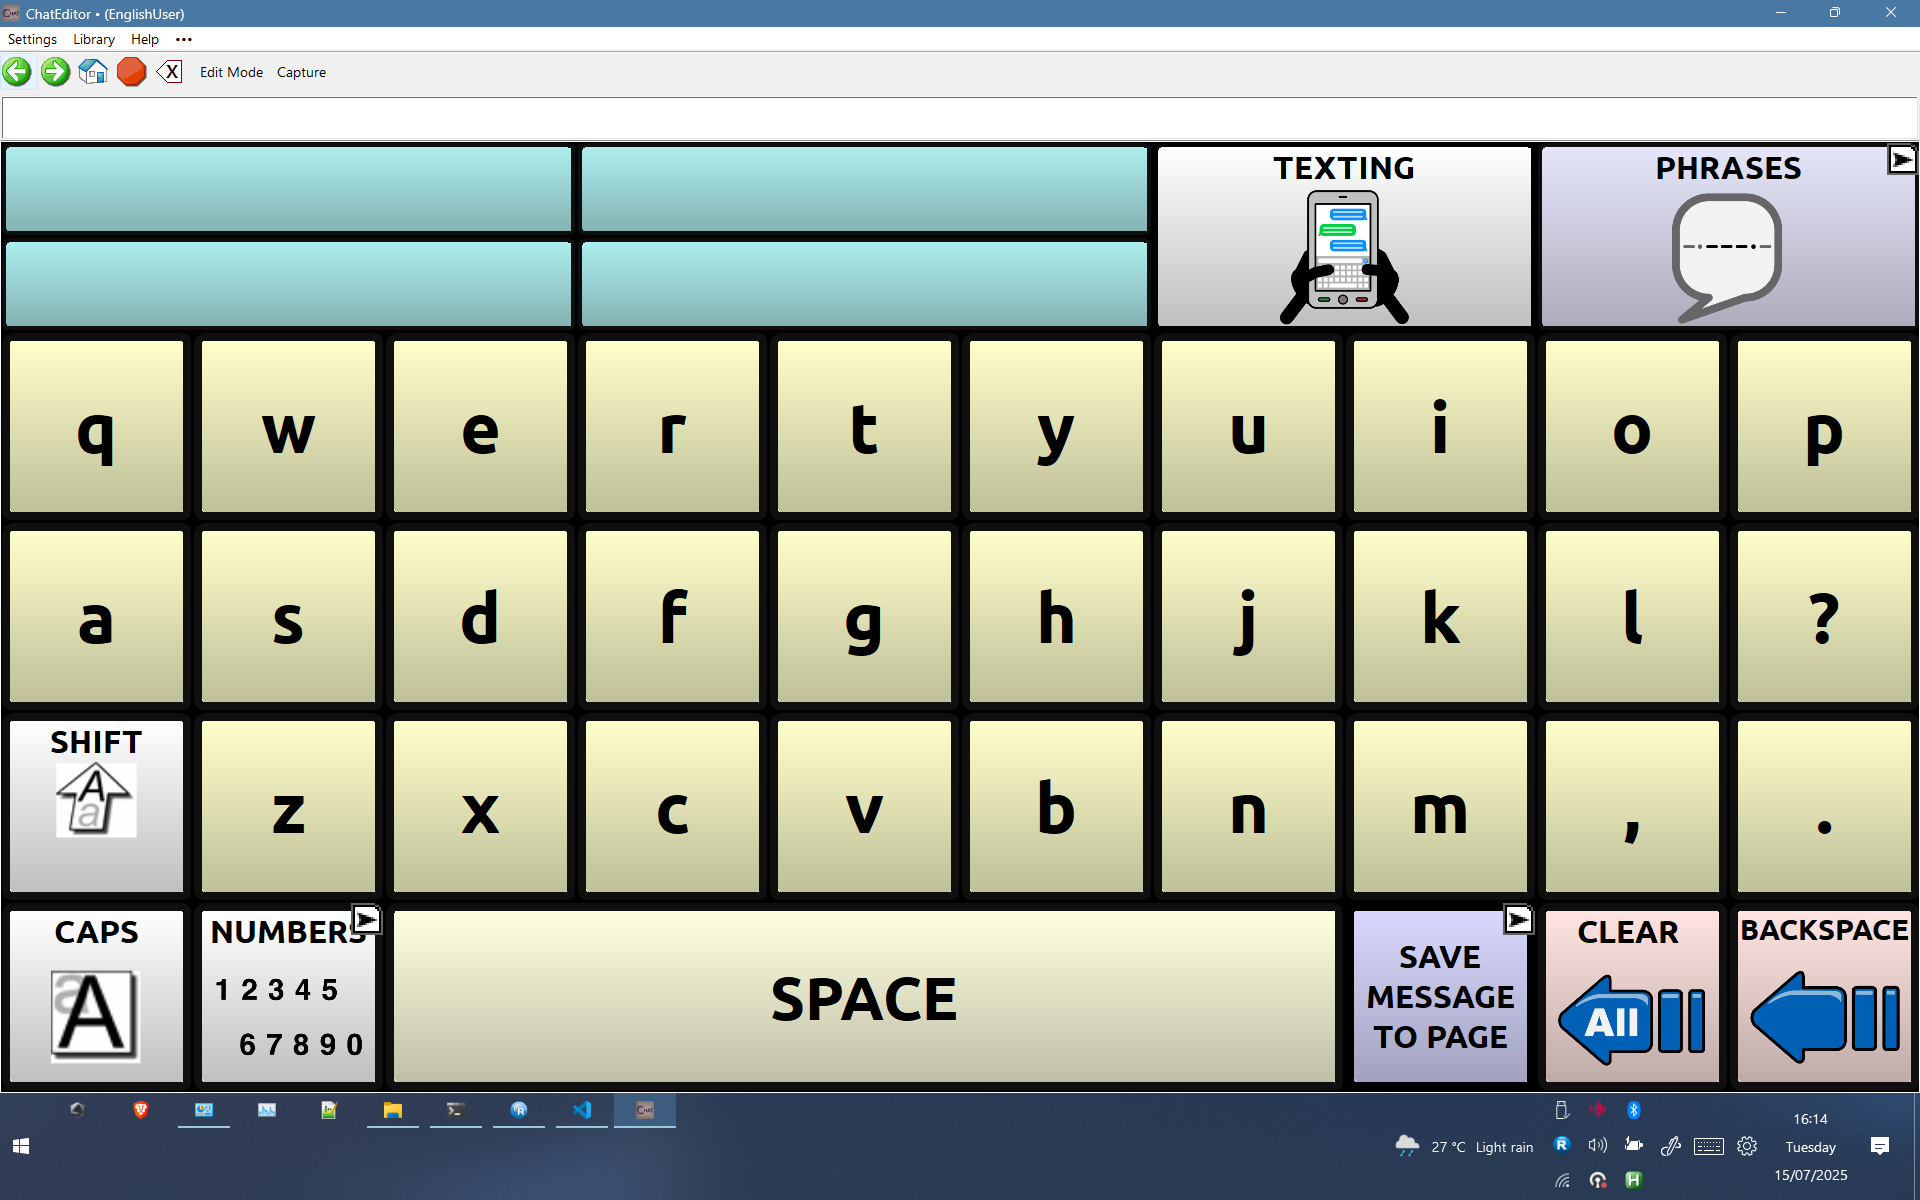 ChatEditor • (EnglishUser)
Settings Library Help •••
X Edit Mode Capture
TEXTING PHRASES
q w e r t y u i o p
a s d f g h j k l ?
SHIFT
A
a
z x c v b n m , .
CAPS
a
A
NUMBERS
1 2 3 4 5
6 7 8 9 0
SPACE
SAVE
MESSAGE
TO PAGE
CLEAR
All
BACKSPACE
16:14
27 °C Light rain
Tuesday
15/07/2025